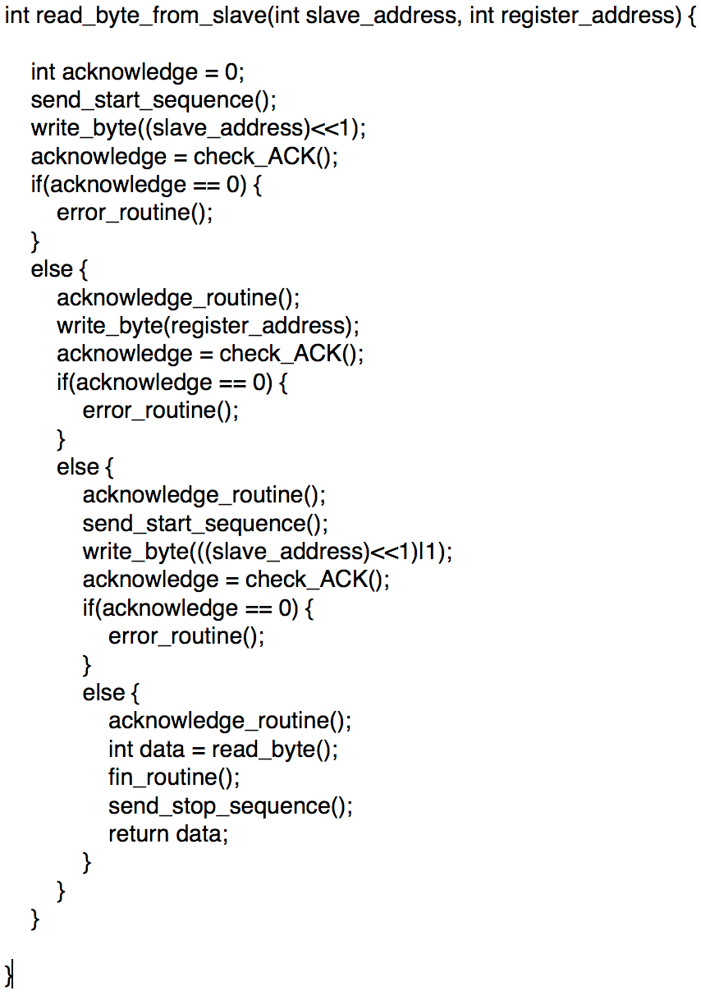 int read_byte_from_slave(int slave_address, int register_address) {
int acknowledge = 0;
send_start_sequence();
write_byte((slave_address)<<1);
acknowledge = check_ACK();
if(acknowledge == 0) {
error_routine();
}
else {
acknowledge_routine();
write_byte(register_address);
acknowledge = check_ACK();
if(acknowledge == 0) {
error_routine();
}
else {
acknowledge_routine();
send_start_sequence();
write_byte(((slave_address)<<1)|1);
acknowledge = check_ACK();
if(acknowledge == 0) {
error_routine();
}
else {
acknowledge_routine();
int data = read_byte();
fin_routine();
send_stop_sequence();
return data;
}
}
}
}